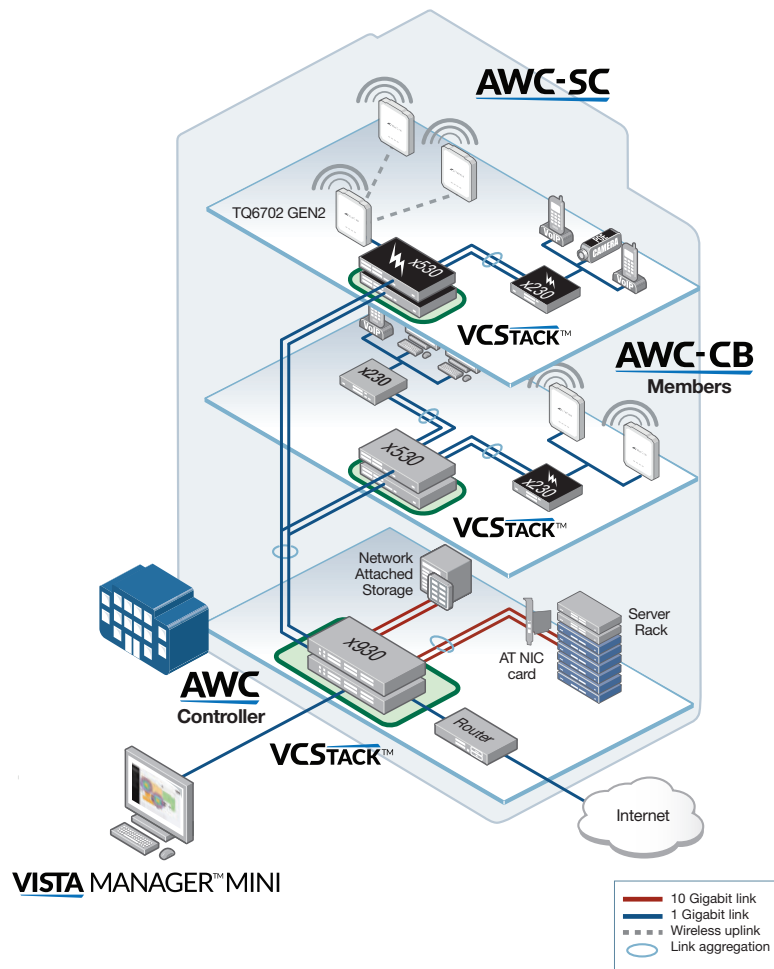 AWC-SC
TQ6702 GEN2
VoIP
POE
CAMERA
VoIP
x530
x230
VCSTACK™
VoIP
AWC-CB
Members
x230
x530
x230
VCSTACK™
Network
Attached
Storage
Server
Rack
x930
AT NIC
card
AWC
Controller
Router
VCSTACK™
Internet
VISTA MANAGER™ MINI
10 Gigabit link
1 Gigabit link
Wireless uplink
Link aggregation